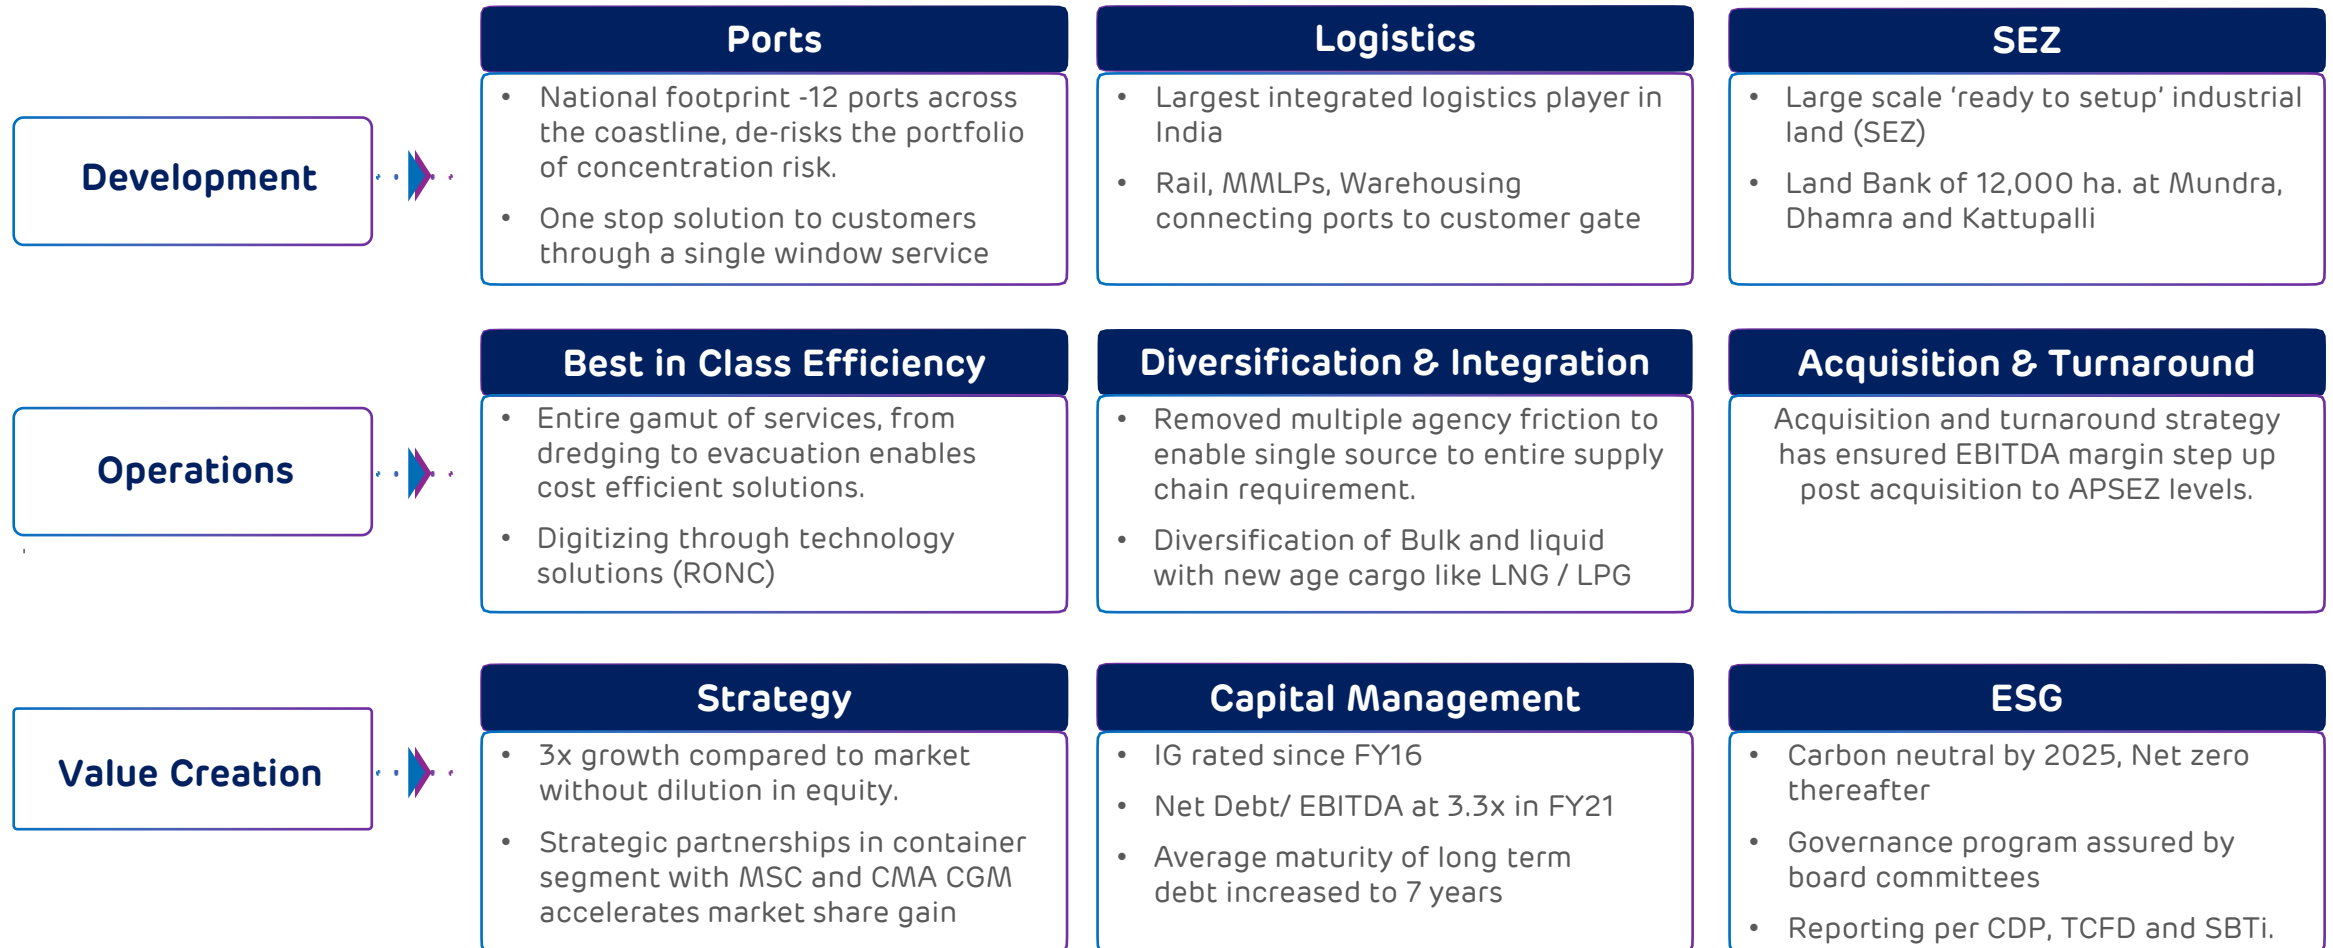 Ports
Logistics
SEZ
Development
• National footprint -12 ports across
the coastline, de-risks the portfolio
of concentration risk.
• One stop solution to customers
through a single window service
• Largest integrated logistics player in
India
• Rail, MMLPs, Warehousing
connecting ports to customer gate
• Large scale ‘ready to setup’ industrial
land (SEZ)
• Land Bank of 12,000 ha. at Mundra,
Dhamra and Kattupalli
Best in Class Efficiency
Diversification & Integration
Acquisition & Turnaround
Operations
• Entire gamut of services, from
dredging to evacuation enables
cost efficient solutions.
• Digitizing through technology
solutions (RONC)
• Removed multiple agency friction to
enable single source to entire supply
chain requirement.
• Diversification of Bulk and liquid
with new age cargo like LNG / LPG
Acquisition and turnaround strategy
has ensured EBITDA margin step up
post acquisition to APSEZ levels.
Strategy
Capital Management
ESG
Value Creation
• 3x growth compared to market
without dilution in equity.
• Strategic partnerships in container
segment with MSC and CMA CGM
accelerates market share gain
• IG rated since FY16
• Net Debt/ EBITDA at 3.3x in FY21
• Average maturity of long term
debt increased to 7 years
• Carbon neutral by 2025, Net zero
thereafter
• Governance program assured by
board committees
• Reporting per CDP, TCFD and SBTi.